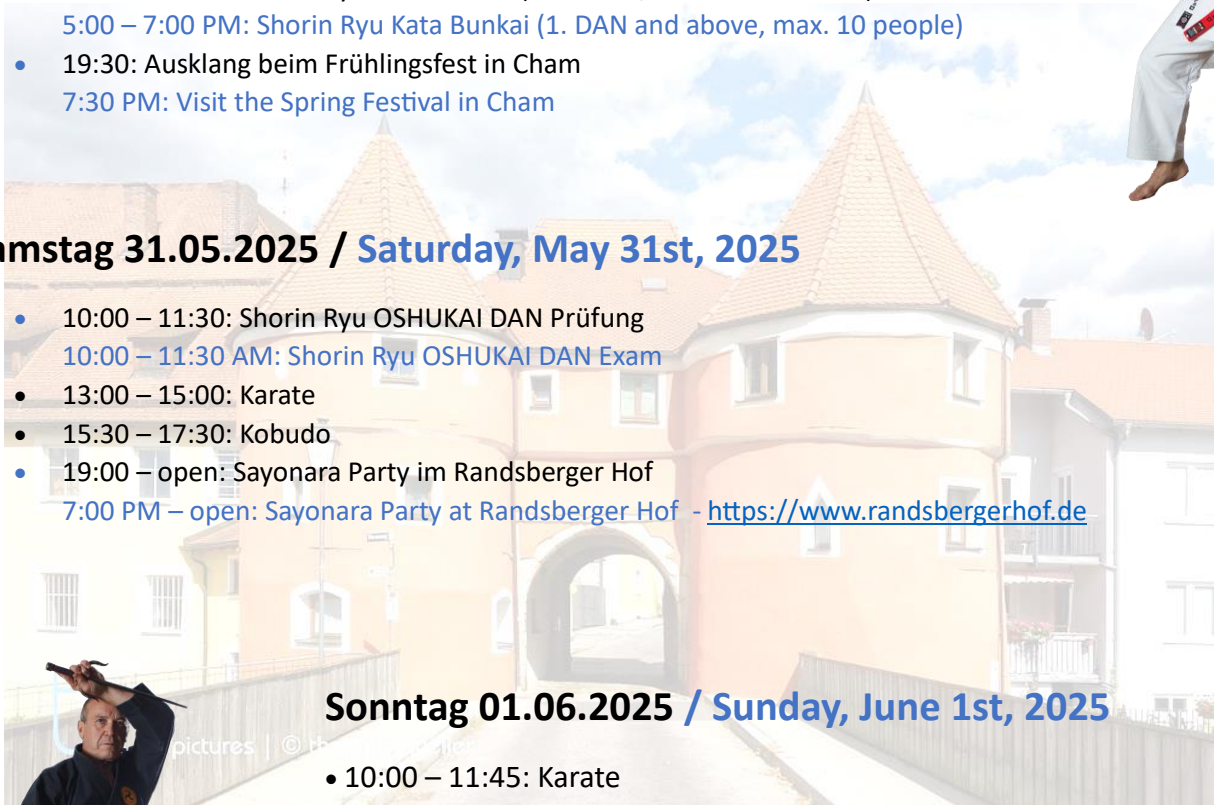 5:00 – 7:00 PM: Shorin Ryu Kata Bunkai (1. DAN and above, max. 10 people)
• 19:30: Ausklang beim Frühlingsfest in Cham
7:30 PM: Visit the Spring Festival in Cham
amstag 31.05.2025 / Saturday, May 31st, 2025
• 10:00 – 11:30: Shorin Ryu OSHUKAI DAN Prüfung
10:00 – 11:30 AM: Shorin Ryu OSHUKAI DAN Exam
• 13:00 – 15:00: Karate
• 15:30 – 17:30: Kobudo
• 19:00 – open: Sayonara Party im Randsberger Hof
7:00 PM – open: Sayonara Party at Randsberger Hof - https://www.randsbergerhof.de
Sonntag 01.06.2025 / Sunday, June 1st, 2025
pictures | ©
• 10:00 – 11:45: Karate